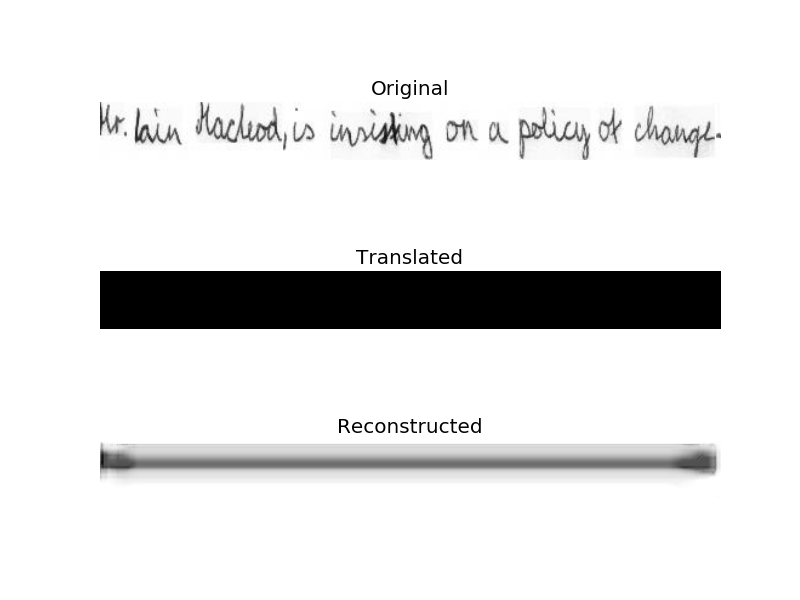 Original
Mr. Iain Macleod, is insisting on a policy of change.
Translated
Reconstructed